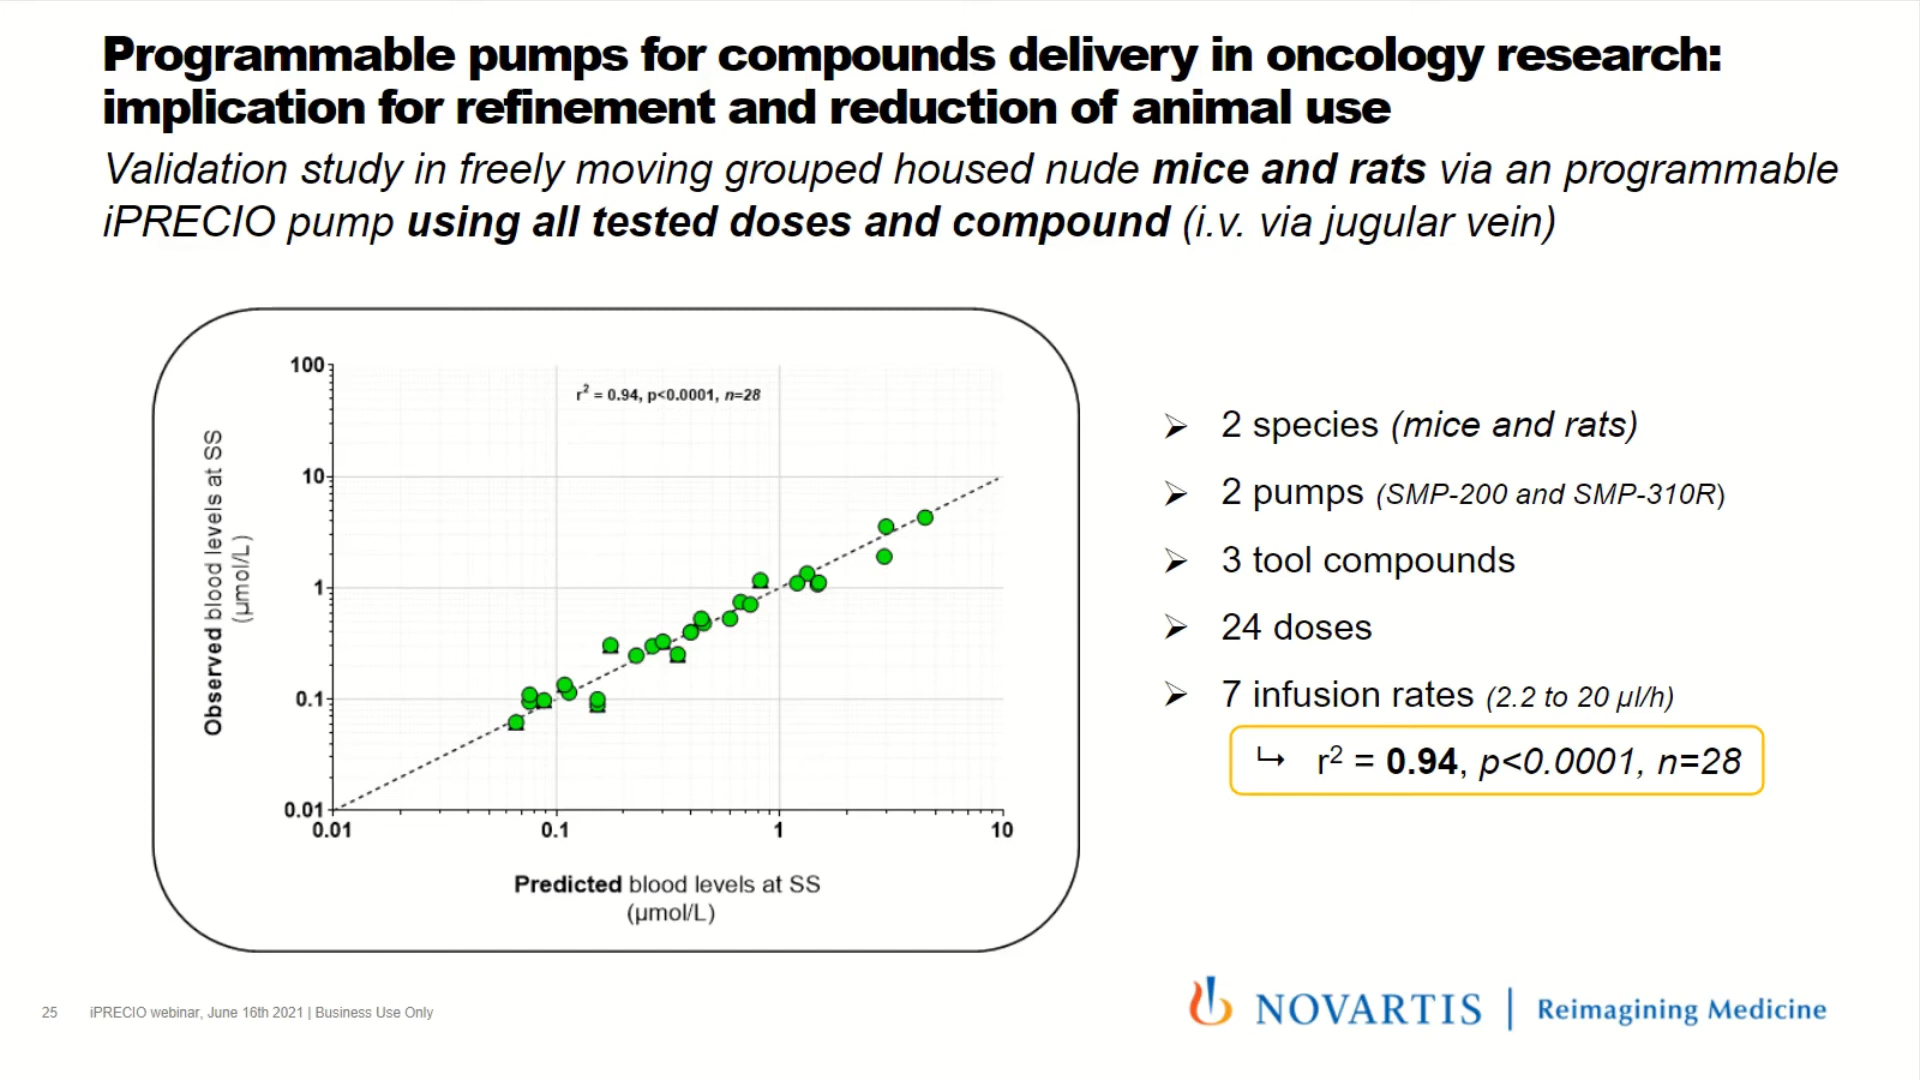 Programmable pumps for compounds delivery in oncology research:
implication for refinement and reduction of animal use
Validation study in freely moving grouped housed nude mice and rats via an programmable
iPRECIO pump using all tested doses and compound (i.v. via jugular vein)
100
r² = 0.94, p<0.0001, n=28
10
1
0.1
0.01
Observed blood levels at SS
(µmol/L)
0.01
0.1
1
10
Predicted blood levels at SS
(µmol/L)
➢ 2 species (mice and rats)
➢ 2 pumps (SMP-200 and SMP-310R)
➢ 3 tool compounds
➢ 24 doses
➢ 7 infusion rates (2.2 to 20 µl/h)
↪ r² = 0.94, p<0.0001, n=28
25 iPRECIO webinar, June 16th 2021 | Business Use Only
NOVARTIS | Reimagining Medicine